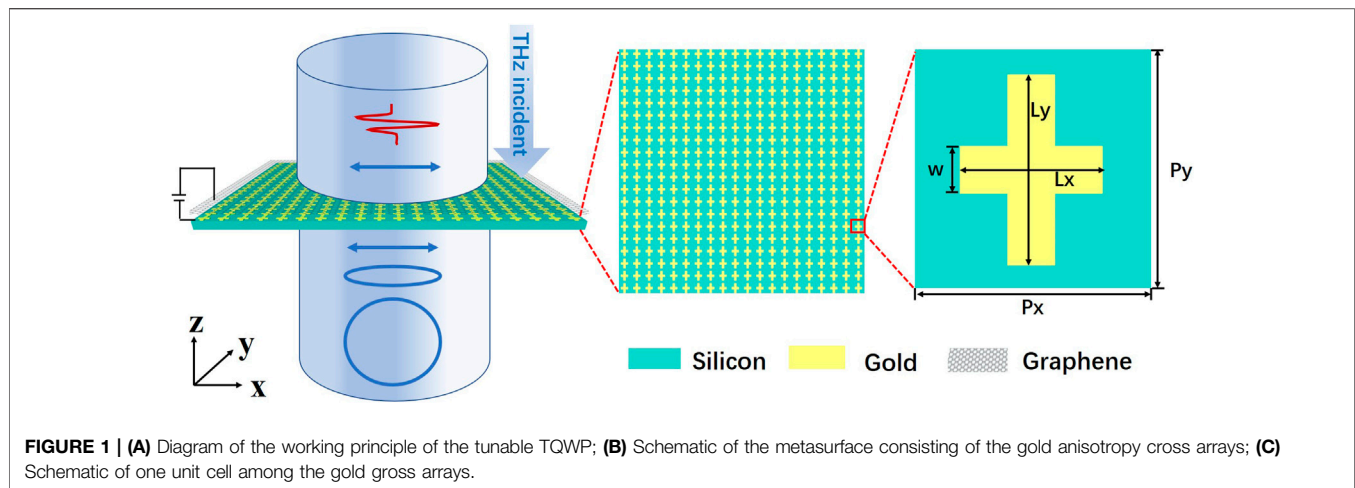 THz incident
z
y
x
Ly
Lx
w
Py
Px
Silicon
Gold
Graphene
FIGURE 1 | (A) Diagram of the working principle of the tunable TQWP; (B) Schematic of the metasurface consisting of the gold anisotropy cross arrays; (C)
Schematic of one unit cell among the gold gross arrays.